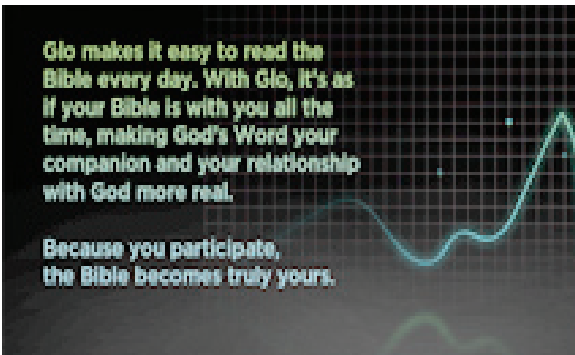 Glo makes it easy to read the
Bible every day. With Glo, it's as
if your Bible is with you all the
time, making God's Word your
companion and your relationship
with God more real.
Because you participate,
the Bible becomes truly yours.